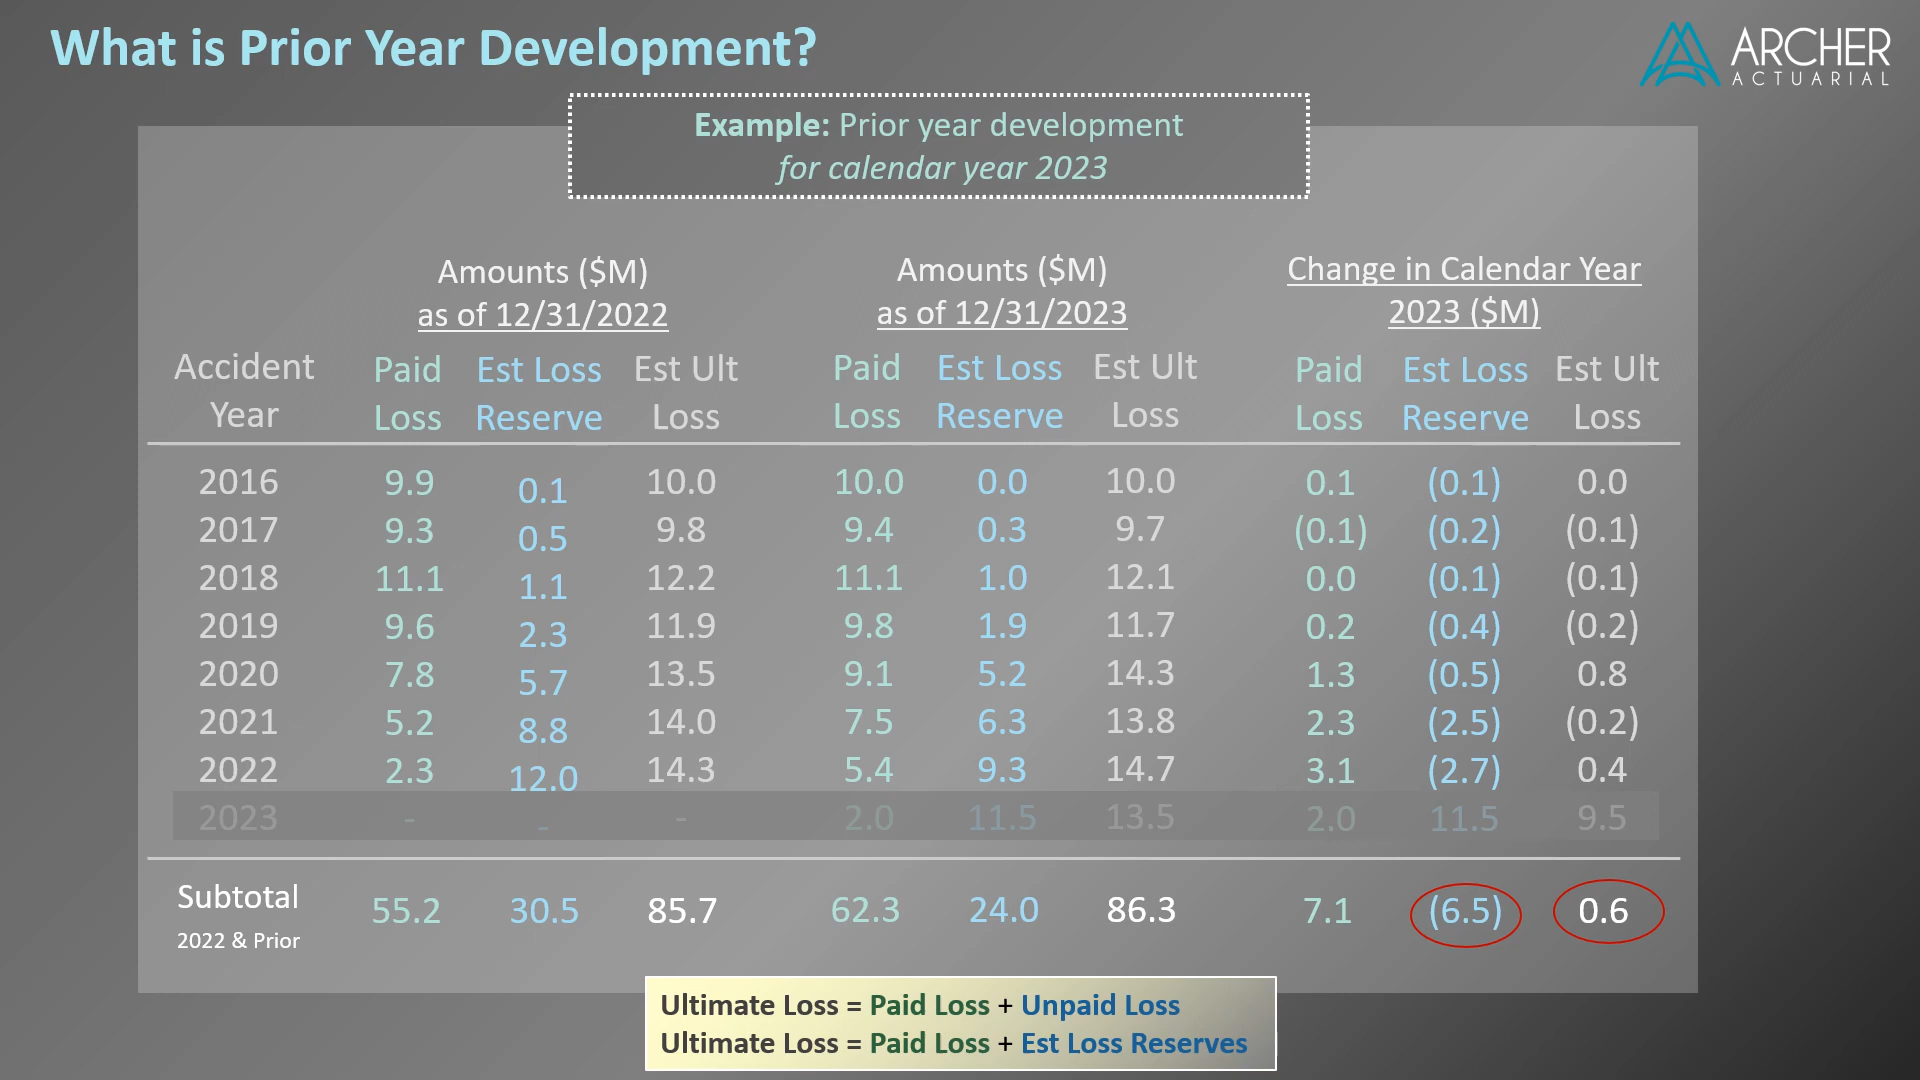 What is Prior Year Development?
ARCHER
ACTUARIAL
Example: Prior year development
for calendar year 2023
Amounts ($M)
as of 12/31/2022
Amounts ($M)
as of 12/31/2023
Change in Calendar Year
2023 ($M)
Accident Year
Paid Loss
Est Loss Reserve
Est Ult Loss
Paid Loss
Est Loss Reserve
Est Ult Loss
Paid Loss
Est Loss Reserve
Est Ult Loss
2016 9.9 0.1 10.0 10.0 0.0 10.0 0.1 (0.1) 0.0
2017 9.3 0.5 9.8 9.4 0.3 9.7 (0.1) (0.2) (0.1)
2018 11.1 1.1 12.2 11.1 1.0 12.1 0.0 (0.1) (0.1)
2019 9.6 2.3 11.9 9.8 1.9 11.7 0.2 (0.4) (0.2)
2020 7.8 5.7 13.5 9.1 5.2 14.3 1.3 (0.5) 0.8
2021 5.2 8.8 14.0 7.5 6.3 13.8 2.3 (2.5) (0.2)
2022 2.3 12.0 14.3 5.4 9.3 14.7 3.1 (2.7) 0.4
2023 - - - 2.0 11.5 13.5 2.0 11.5 9.5
Subtotal 55.2 30.5 85.7 62.3 24.0 86.3 7.1 (6.5) 0.6
2022 & Prior
Ultimate Loss = Paid Loss + Unpaid Loss
Ultimate Loss = Paid Loss + Est Loss Reserves